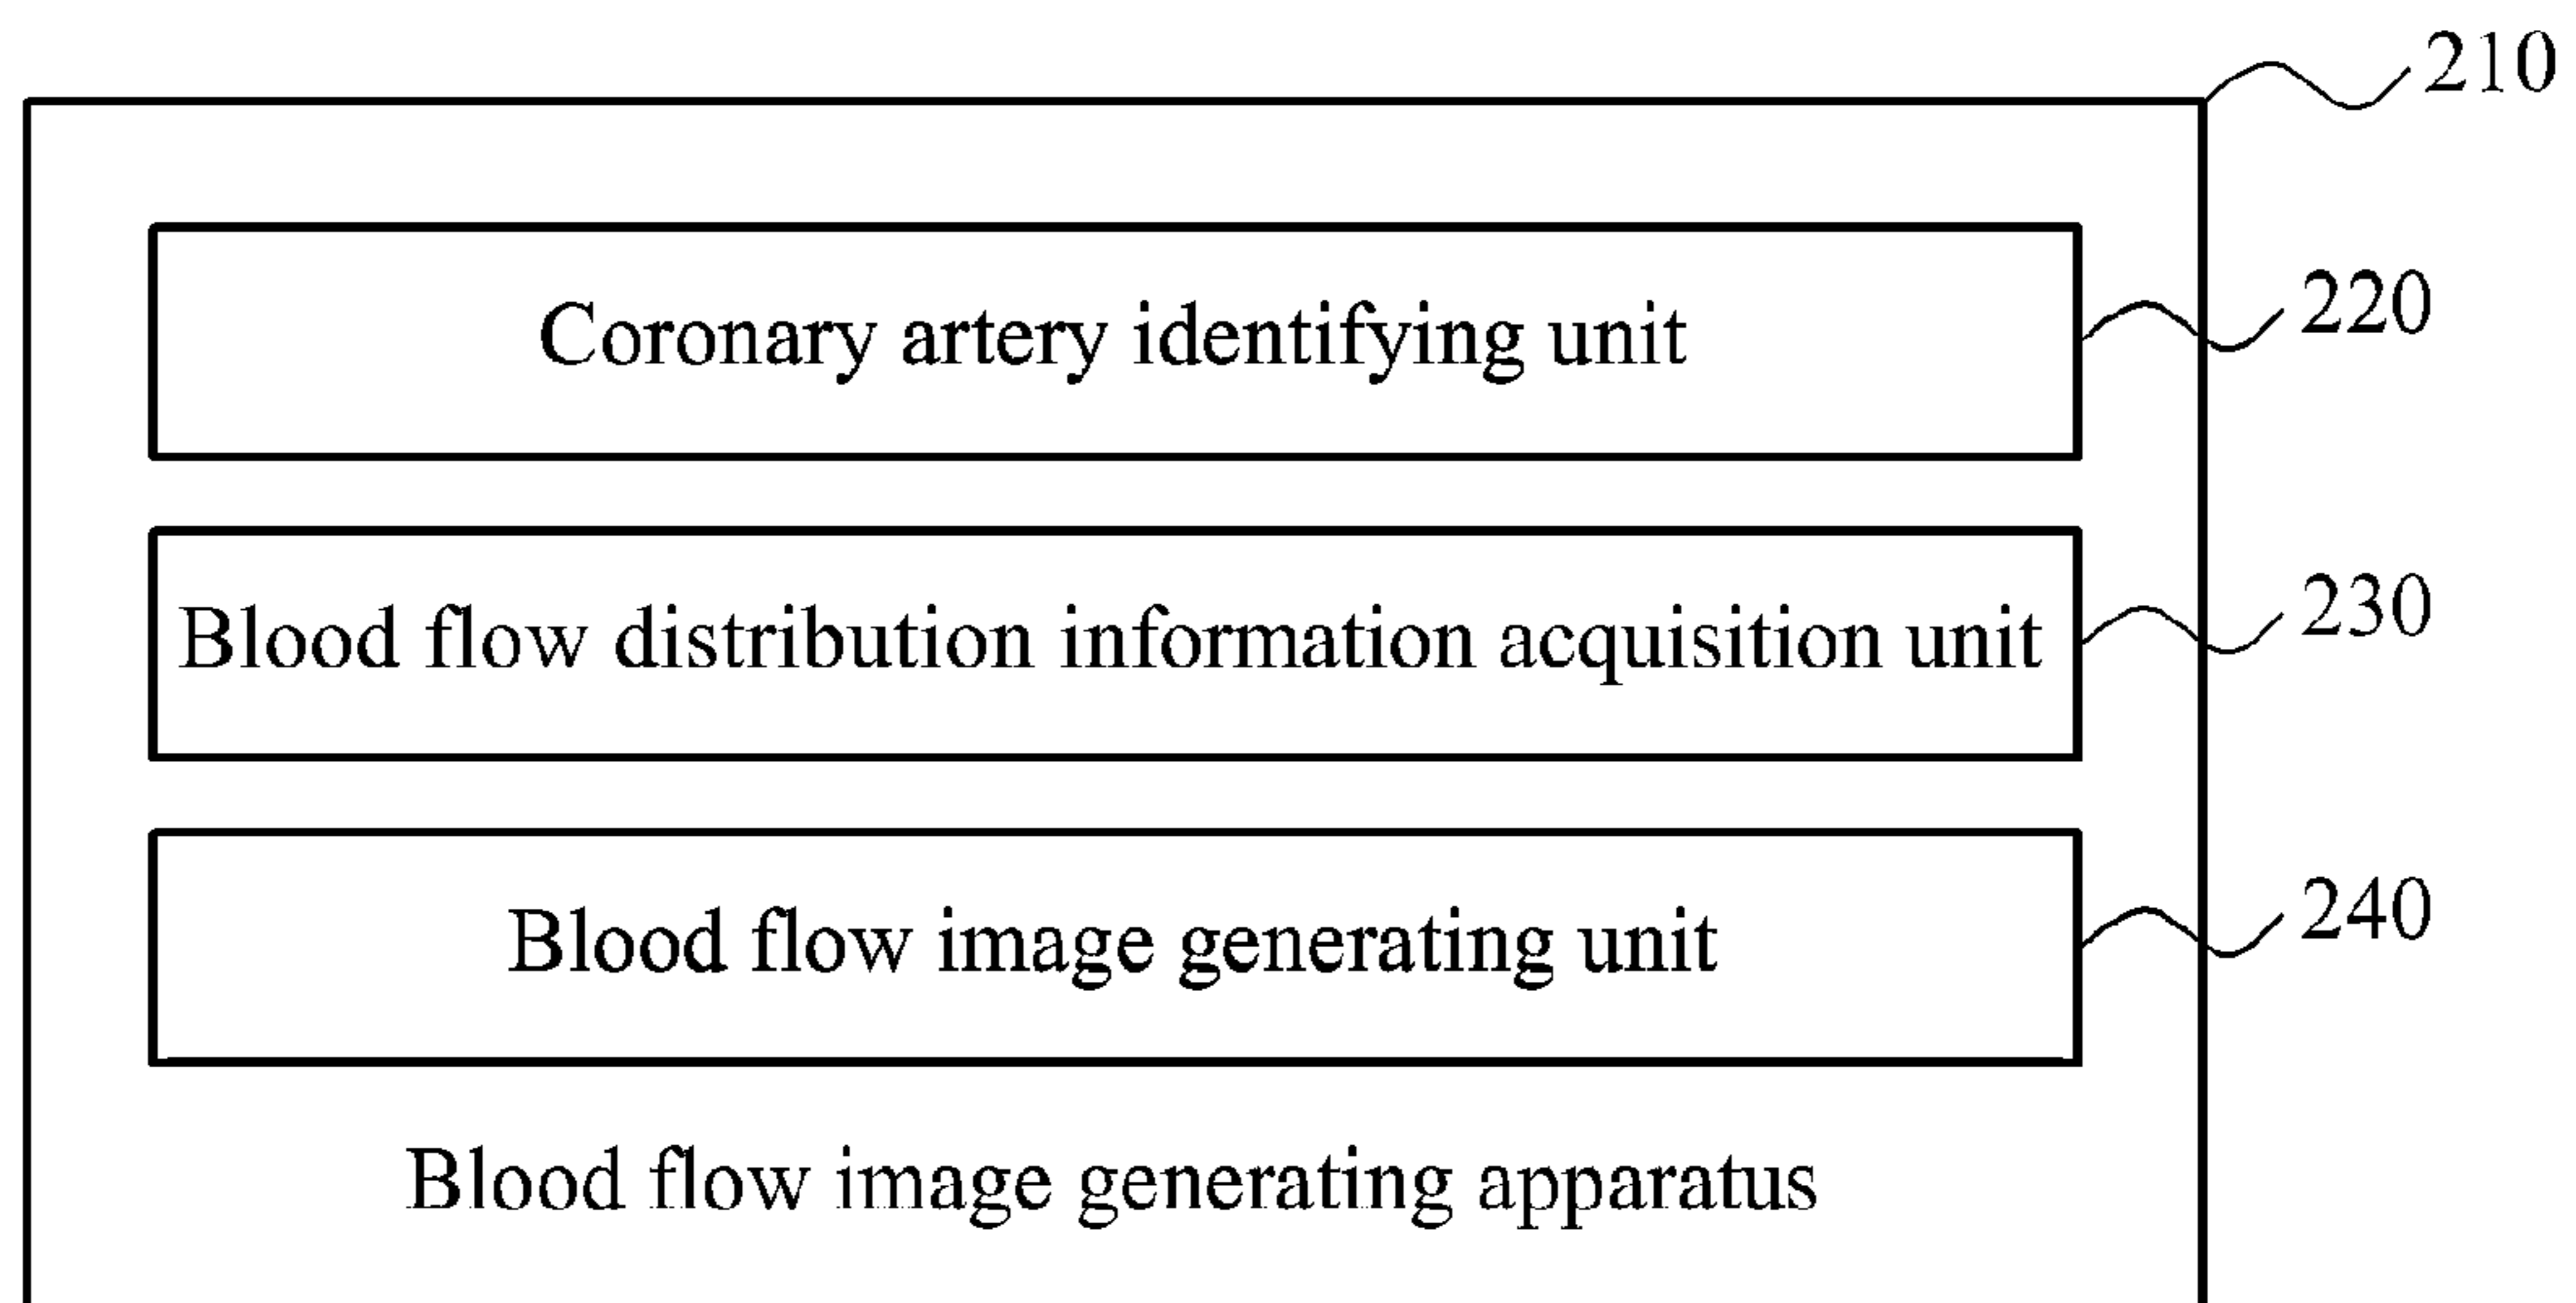 210
Coronary artery identifying unit
220
Blood flow distribution information acquisition unit
230
Blood flow image generating unit
240
Blood flow image generating apparatus